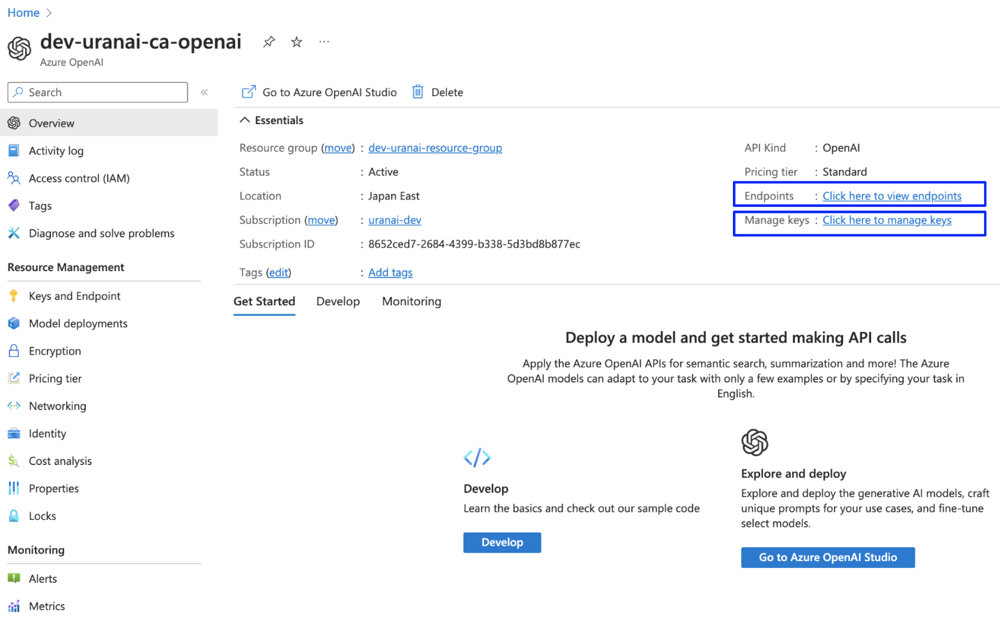 Home
dev-uranai-ca-openai
Azure OpenAI
Search
Overview
Activity log
Access control (IAM)
Tags
Diagnose and solve problems
Resource Management
Keys and Endpoint
Model deployments
Encryption
Pricing tier
Networking
Identity
Cost analysis
Properties
Locks
Monitoring
Alerts
Metrics
Go to Azure OpenAI Studio
Delete
Essentials
Resource group (move) : dev-uranai-resource-group
Status : Active
Location : Japan East
Subscription (move) : uranai-dev
Subscription ID : 8652ced7-2684-4399-b338-5d3bd8b877ec
Tags (edit) : Add tags
API Kind : OpenAI
Pricing tier : Standard
Endpoints : Click here to view endpoints
Manage keys : Click here to manage keys
Get Started Develop Monitoring
Deploy a model and get started making API calls
Apply the Azure OpenAI APIs for semantic search, summarization and more! The Azure
OpenAI models can adapt to your task with only a few examples or by specifying your task in
English.
Develop
Learn the basics and check out our sample code
Develop
Explore and deploy
Explore and deploy the generative AI models, craft
unique prompts for your use cases, and fine-tune
select models.
Go to Azure OpenAI Studio